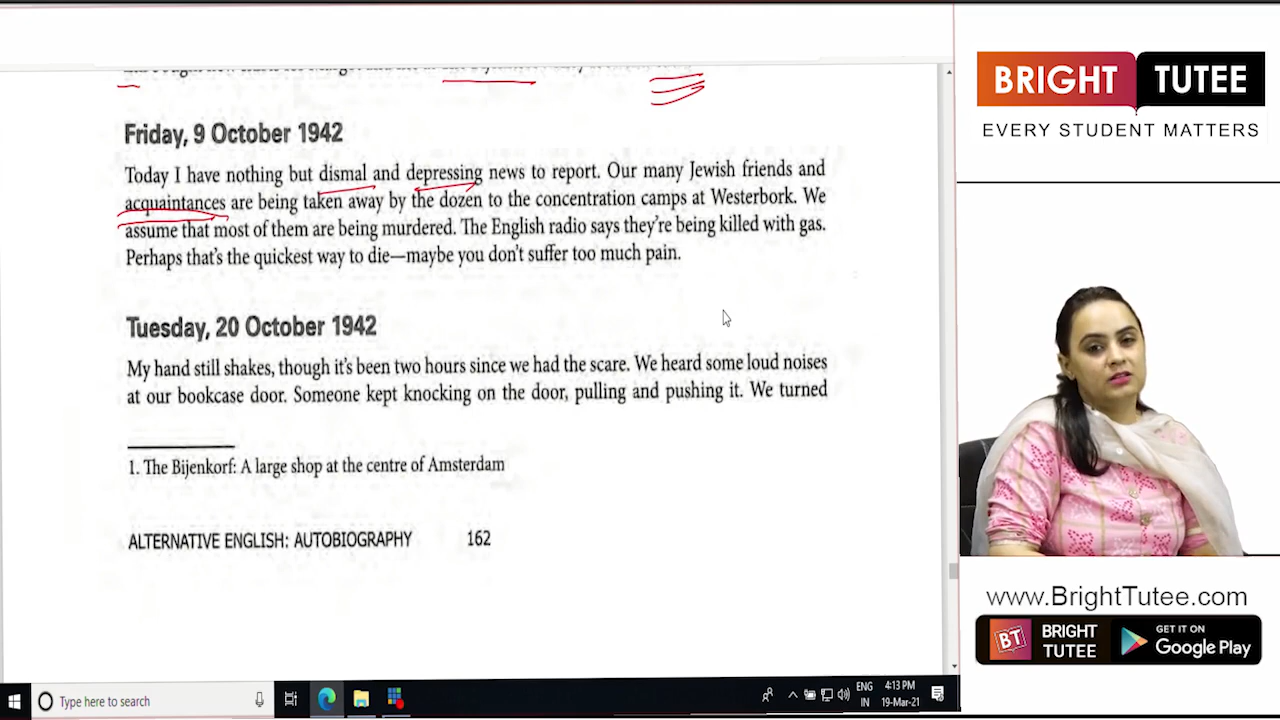 Friday, 9 October 1942
Today I have nothing but dismal and depressing news to report. Our many Jewish friends and
acquaintances are being taken away by the dozen to the concentration camps at Westerbork. We
assume that most of them are being murdered. The English radio says they're being killed with gas.
Perhaps that's the quickest way to die—maybe you don't suffer too much pain.
Tuesday, 20 October 1942
My hand still shakes, though it's been two hours since we had the scare. We heard some loud noises
at our bookcase door. Someone kept knocking on the door, pulling and pushing it. We turned
1. The Bijenkorf: A large shop at the centre of Amsterdam
ALTERNATIVE ENGLISH: AUTOBIOGRAPHY 162
BRIGHT TUTEE
EVERY STUDENT MATTERS
www.BrightTutee.com
BT BRIGHT TUTEE
GET IT ON
Google Play
Type here to search
ENG
IN
4:13 PM
19-Mar-21